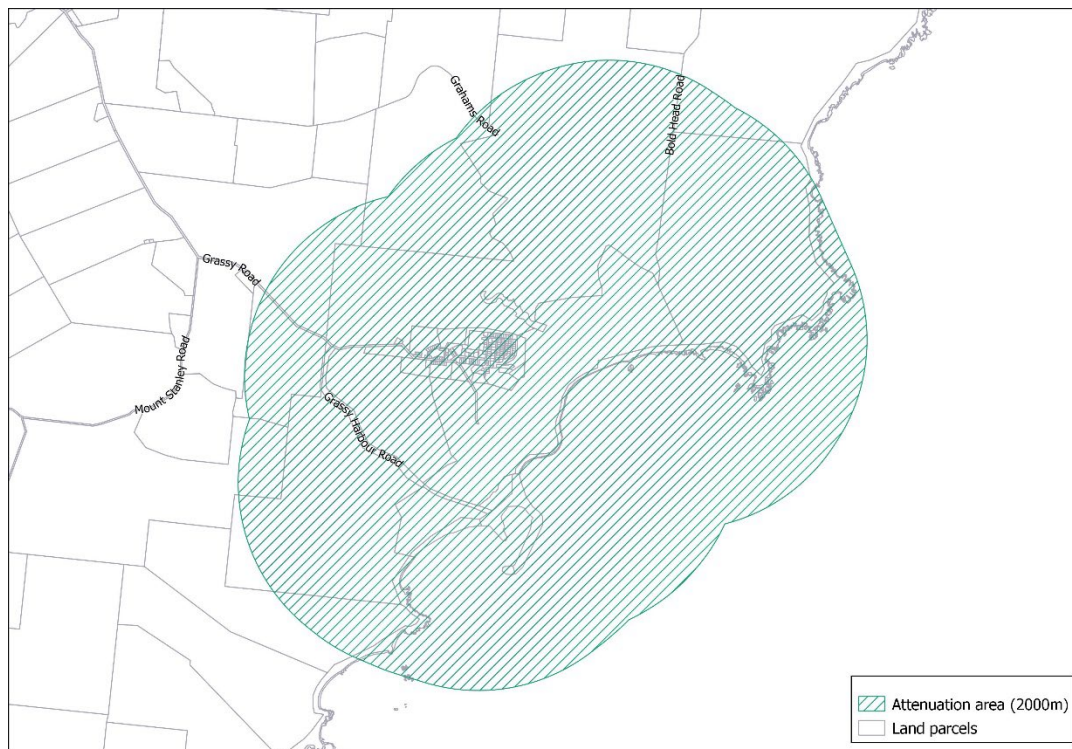 Grahams Road
Bold Head Road
Grassy Road
Mount Stanley Road
Grassy Harbour Road
Attenuation area (2000m)
Land parcels